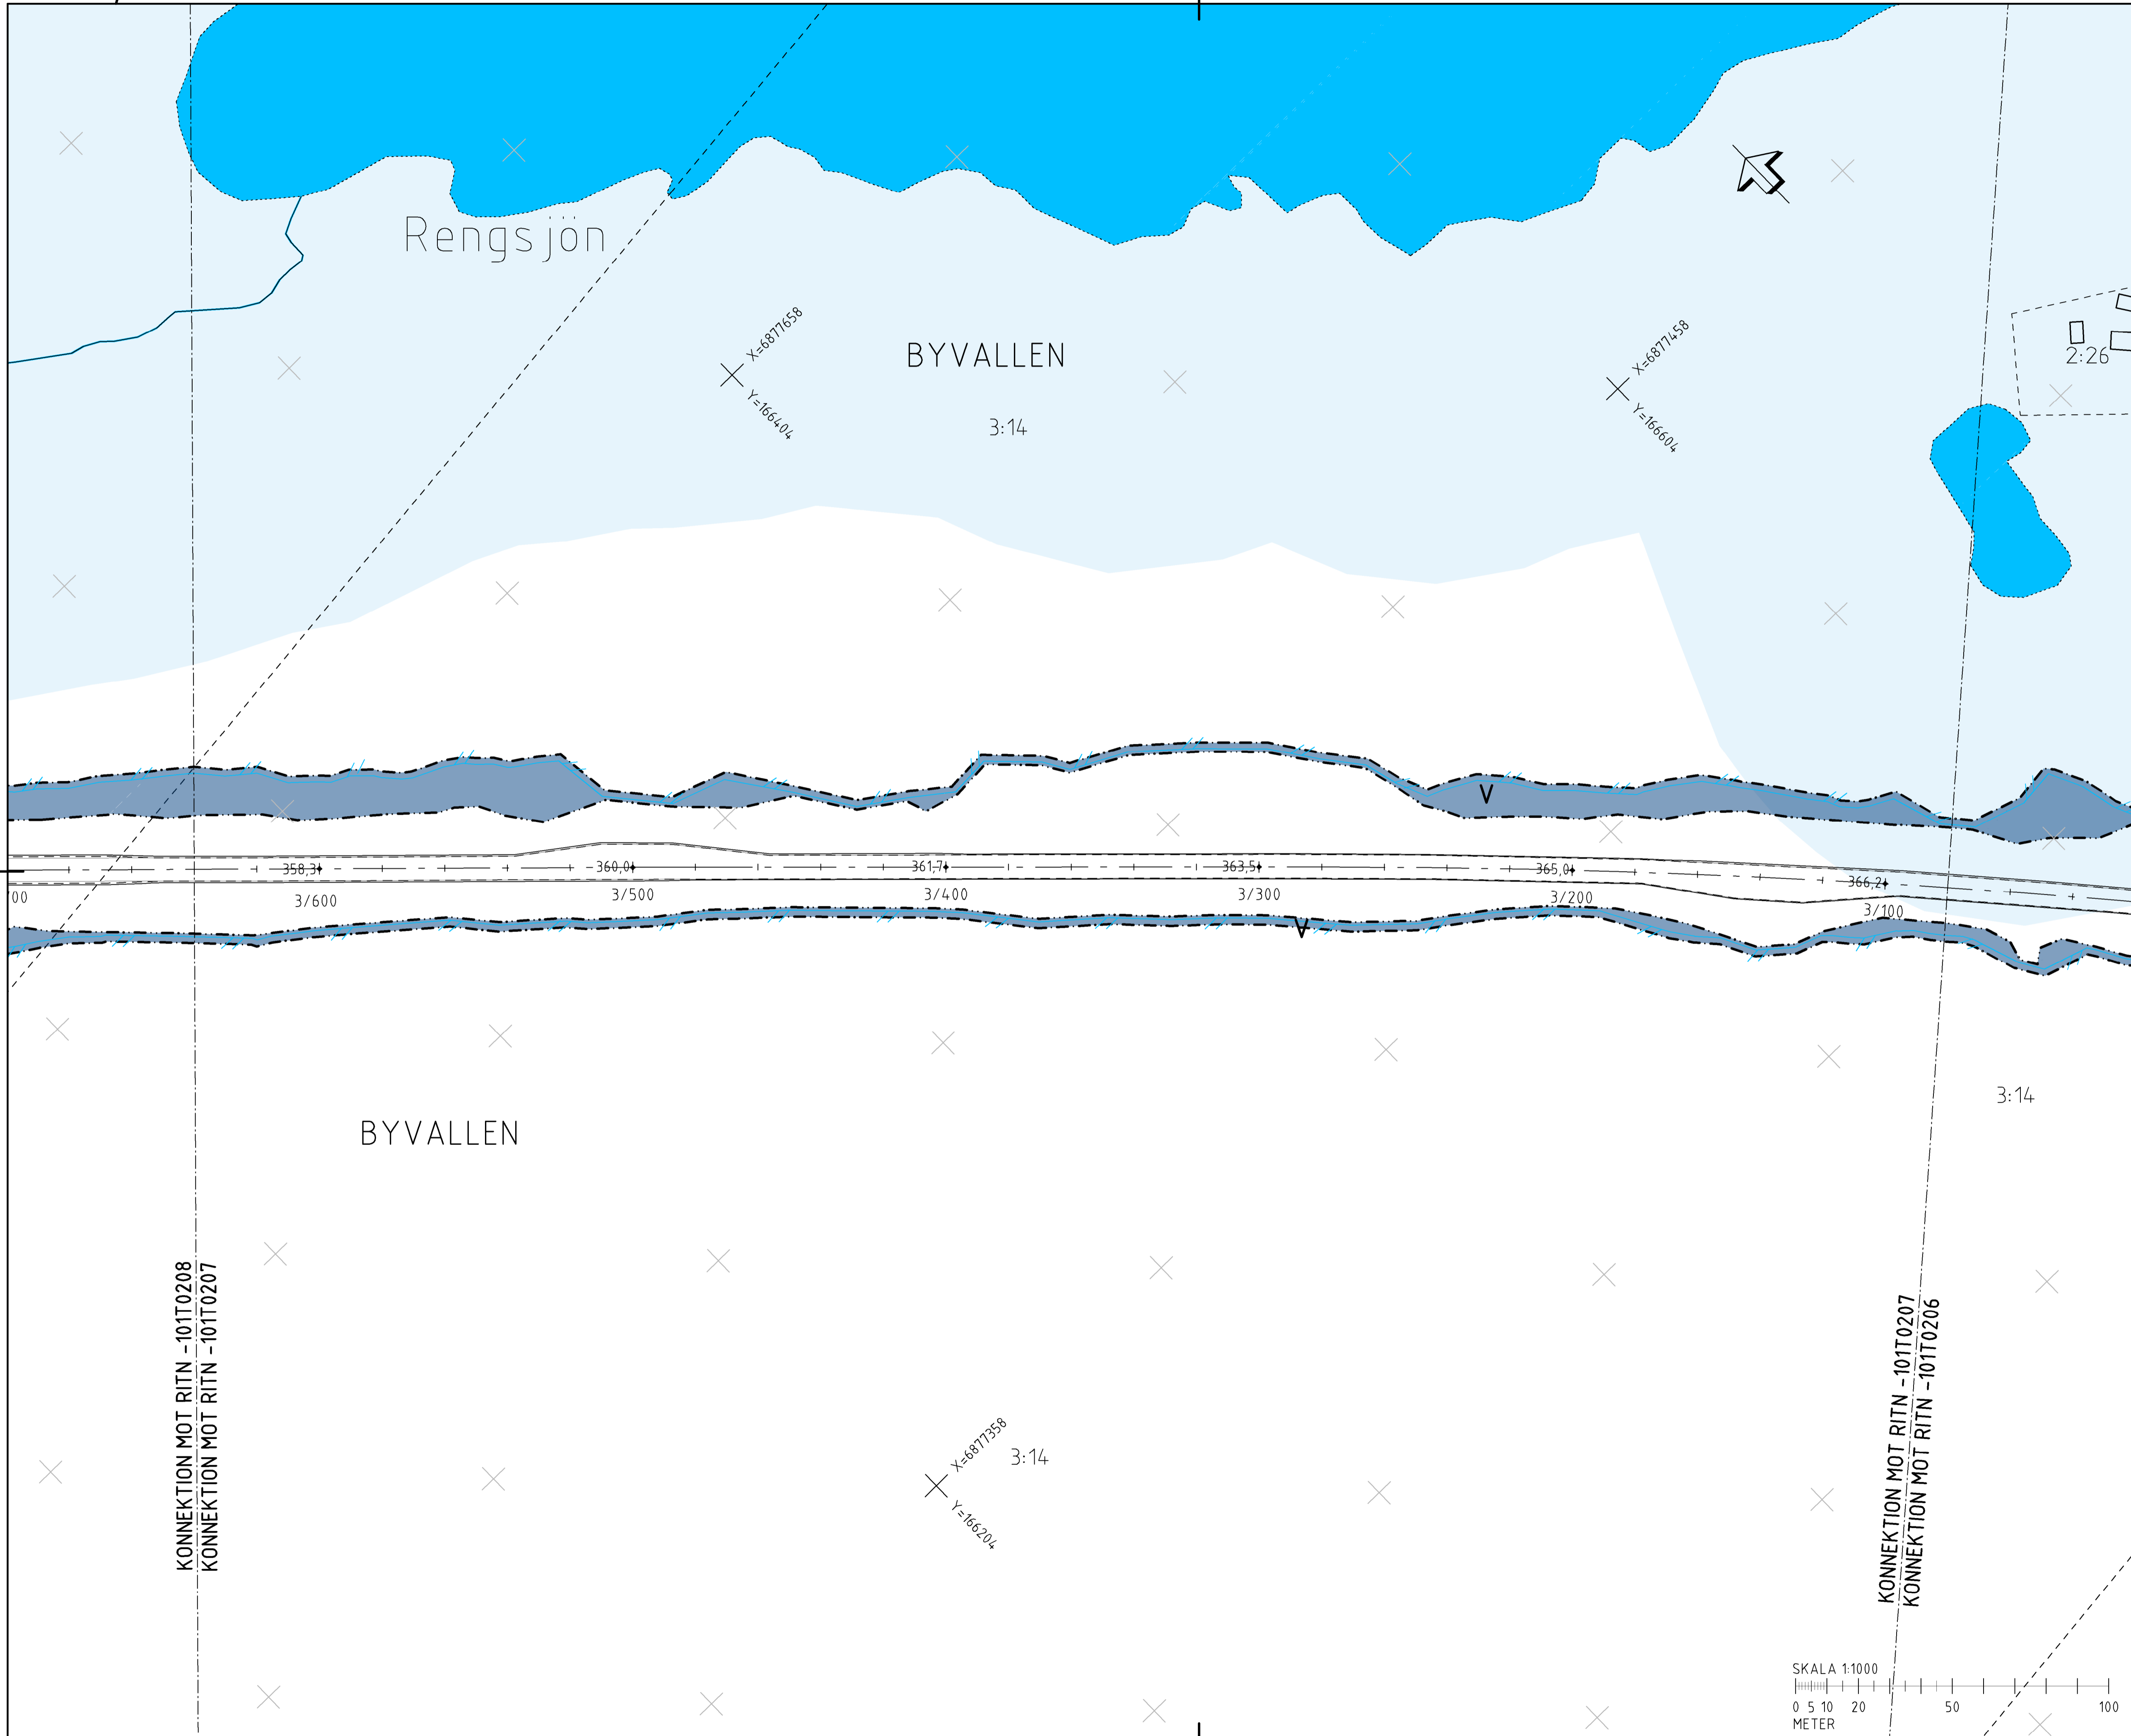 Rengsjön
X=6877658
Y=166404
BYVALLEN
3:14
X=6877458
Y=166604
2:26
V
358,3
360,0
361,7
363,5
365,0
366,2
00
3/600
3/500
3/400
3/300
3/200
3/100
V
3:14
BYVALLEN
KONNEKTION MOT RITN -101T0208
KONNEKTION MOT RITN -101T0207
KONNEKTION MOT RITN -101T0207
KONNEKTION MOT RITN -101T0206
X=6877358
Y=166204
3:14
SKALA 1:1000
0 5 10 20 50 100
METER